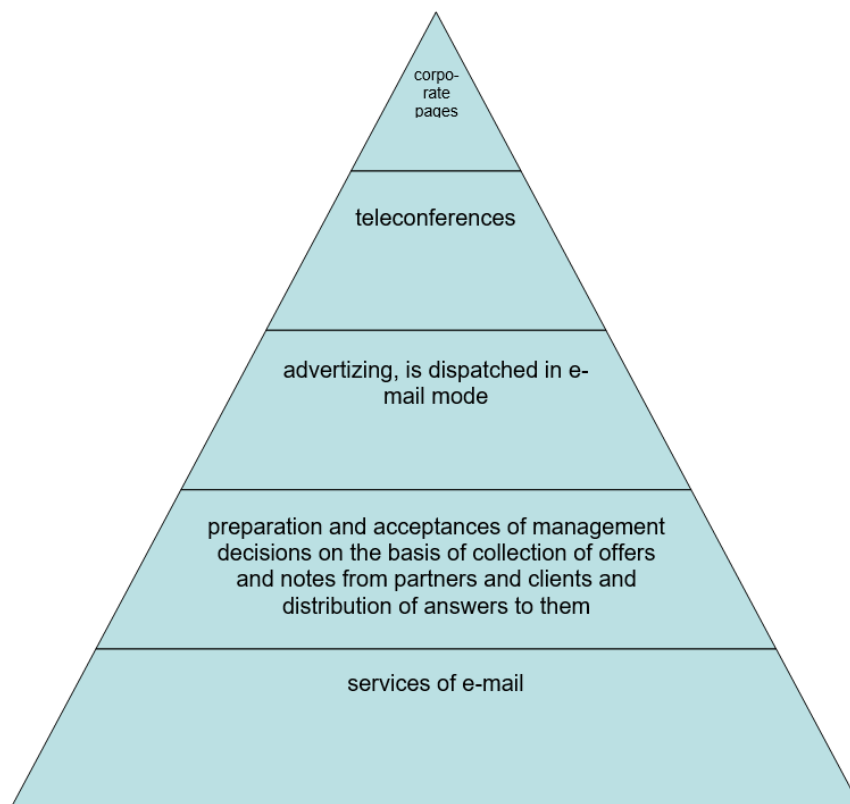 corpo-
rate
pages
teleconferences
advertizing, is dispatched in e-
mail mode
preparation and acceptances of management
decisions on the basis of collection of offers
and notes from partners and clients and
distribution of answers to them
services of e-mail